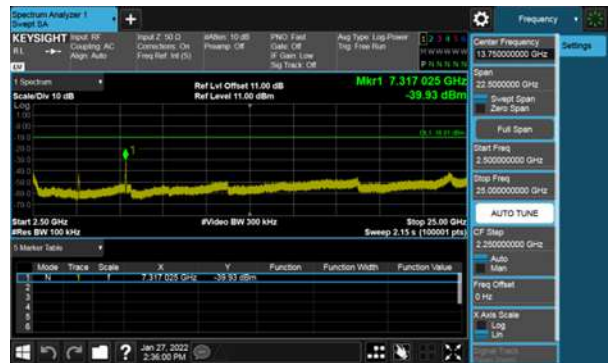 Spectrum Analyzer 1
Swept SA
+
Frequency
KEYSIGHT
Input: RF
Coupling: AC
Align: Auto
Input Z: 50 Ω
Corrections: On
Freq Ref: Int (S)
#Atten: 10 dB
Preamp: Off
PNO: Fast
Gate: Off
IF Gain: Low
Sig Track: Off
Avg Type: Log-Power
Trig: Free Run
Center Frequency
13.750000000 GHz
Settings
Span
22.5000000 GHz
Swept Span
Zero Span
Full Span
Start Freq
2.500000000 GHz
Stop Freq
25.000000000 GHz
AUTO TUNE
CF Step
2.250000000 GHz
Auto
Man
Freq Offset
0 Hz
X Axis Scale
Log
Lin
1 Spectrum
Scale/Div 10 dB
Ref Lvl Offset 11.00 dB
Ref Level 11.00 dBm
Mkr1 7.317 025 GHz
-39.93 dBm
Log
1.00
1
Start 2.50 GHz
#Res BW 100 kHz
#Video BW 300 kHz
Stop 25.00 GHz
Sweep 2.15 s (100001 pts)
5 Marker Table
Mode Trace Scale X Y Function Function Width Function Value
1 N 1 f 7.317 025 GHz -39.93 dBm
2
3
4
5
6
Jan 27, 2022
2:36:00 PM